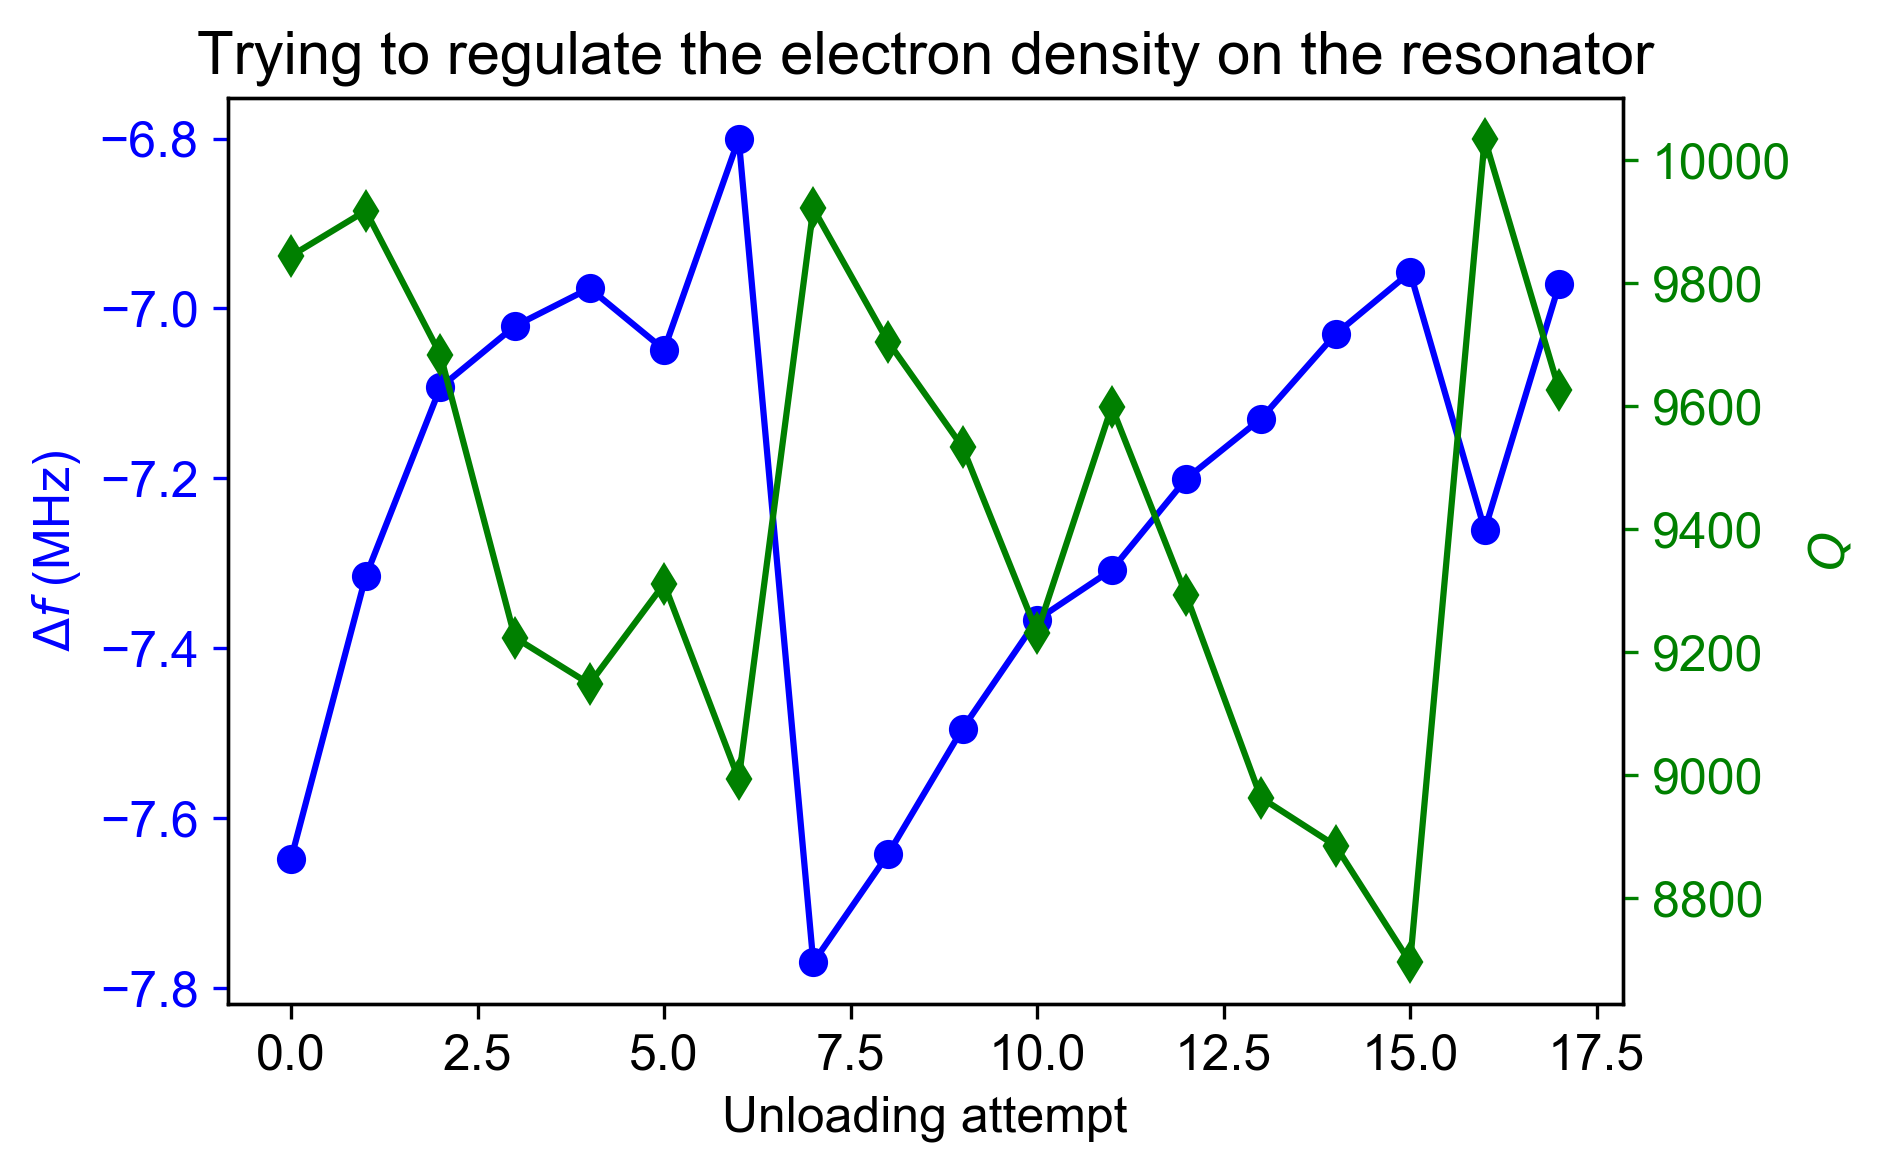 Trying to regulate the electron density on the resonator
−6.8
−7.0
−7.2
−7.4
−7.6
−7.8
Δf (MHz)
10000
9800
9600
9400
9200
9000
8800
Q
0.0 2.5 5.0 7.5 10.0 12.5 15.0 17.5
Unloading attempt